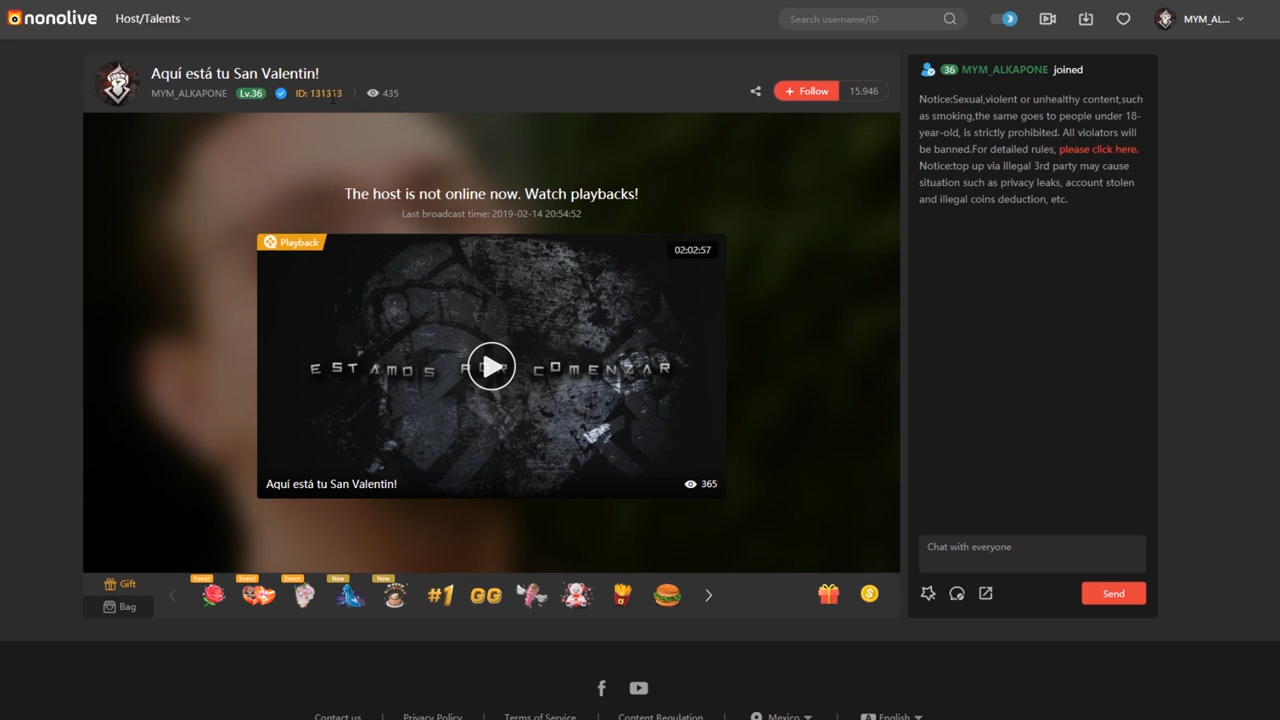 nonolive
Host/Talents
Search username/ID
MYM_AL...
Aquí está tu San Valentin!
MYM_ALKAPONE
Lv.36
ID: 131313
435
+ Follow
15.946
The host is not online now. Watch playbacks!
Last broadcast time: 2019-02-14 20:54:52
Playback
02:02:57
ESTAMOS POR COMENZAR
Aquí está tu San Valentin!
365
Gift
Bag
Event
Event
Event
New
New
#1
GG
36 MYM_ALKAPONE joined
Notice:Sexual,violent or unhealthy content,such
as smoking,the same goes to people under 18-
year-old, is strictly prohibited. All violators will
be banned.For detailed rules, please click here.
Notice:top up via illegal 3rd party may cause
situation such as privacy leaks, account stolen
and illegal coins deduction, etc.
Chat with everyone
Send
Contact us
Privacy Policy
Terms of Service
Content Regulation
Mexico
English